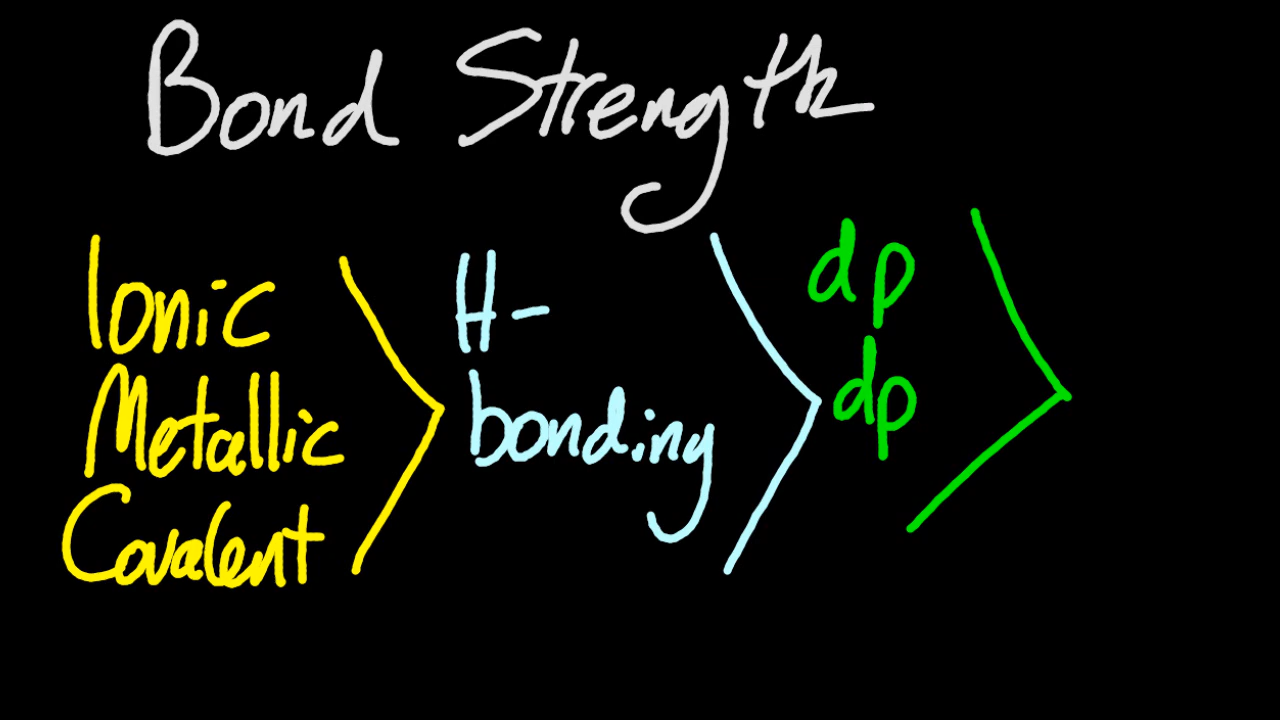 Bond Strength
Ionic
Metallic
Covalent
>
H-
bonding
>
dp
dp
>